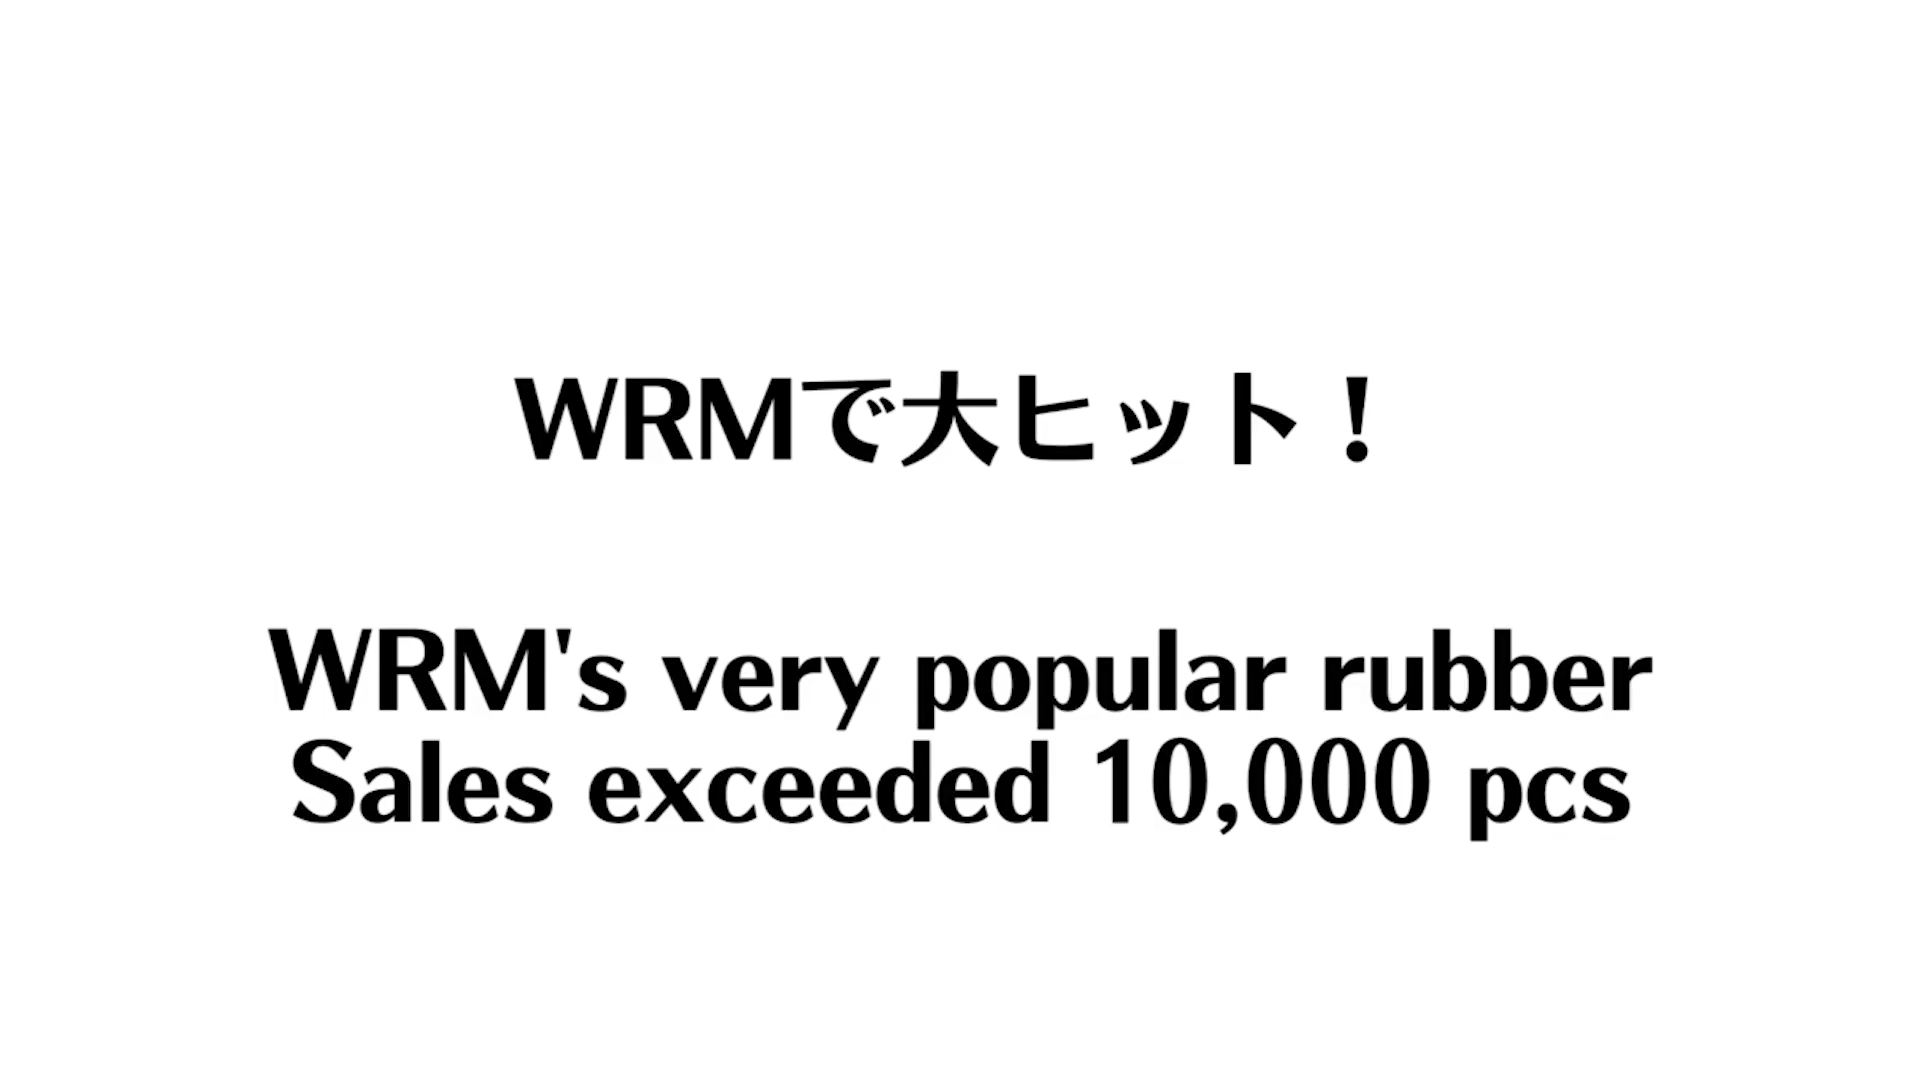 WRMで大ヒット！
WRM's very popular rubber
Sales exceeded 10,000 pcs